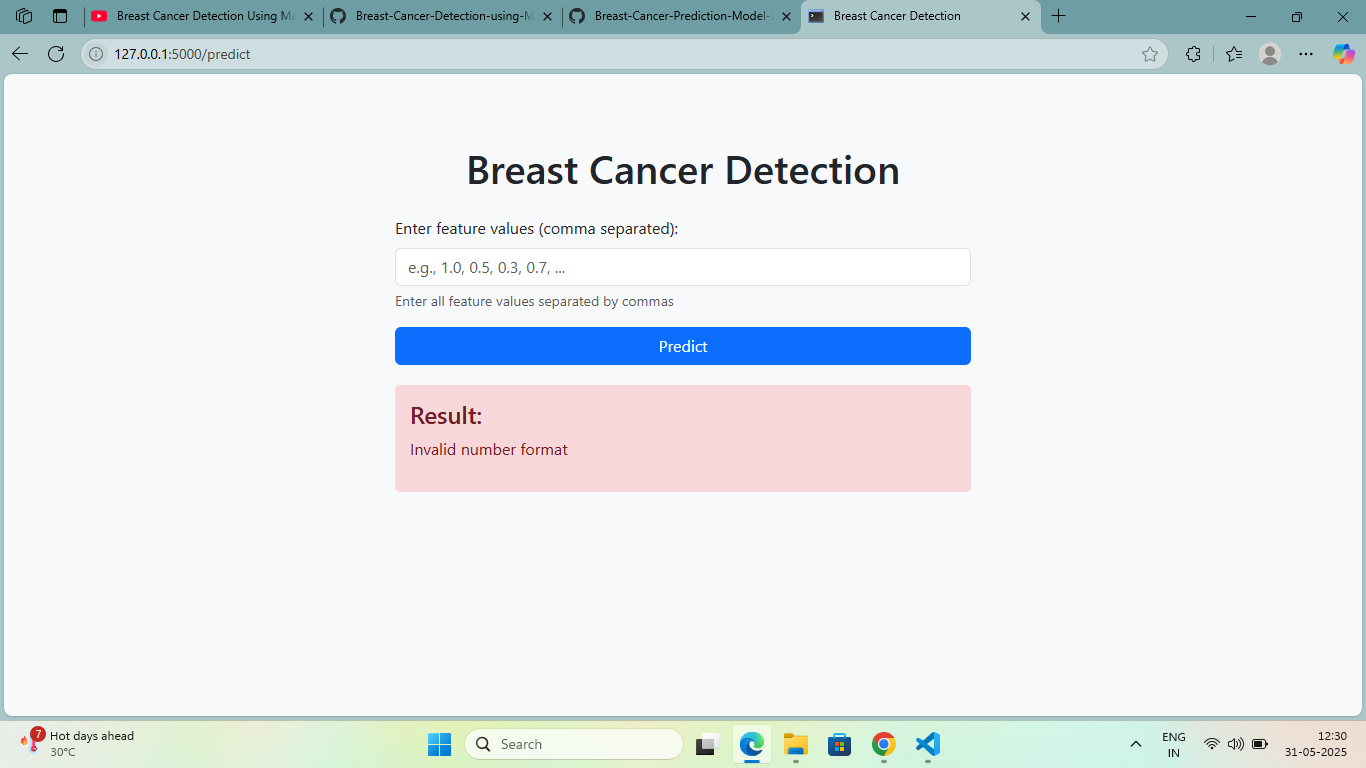 Breast Cancer Detection Using Ma
Breast-Cancer-Detection-using-M
Breast-Cancer-Prediction-Model-
Breast Cancer Detection
127.0.0.1:5000/predict
Breast Cancer Detection
Enter feature values (comma separated):
e.g., 1.0, 0.5, 0.3, 0.7, ...
Enter all feature values separated by commas
Predict
Result:
Invalid number format
7
Hot days ahead
30°C
Search
ENG
IN
12:30
31-05-2025